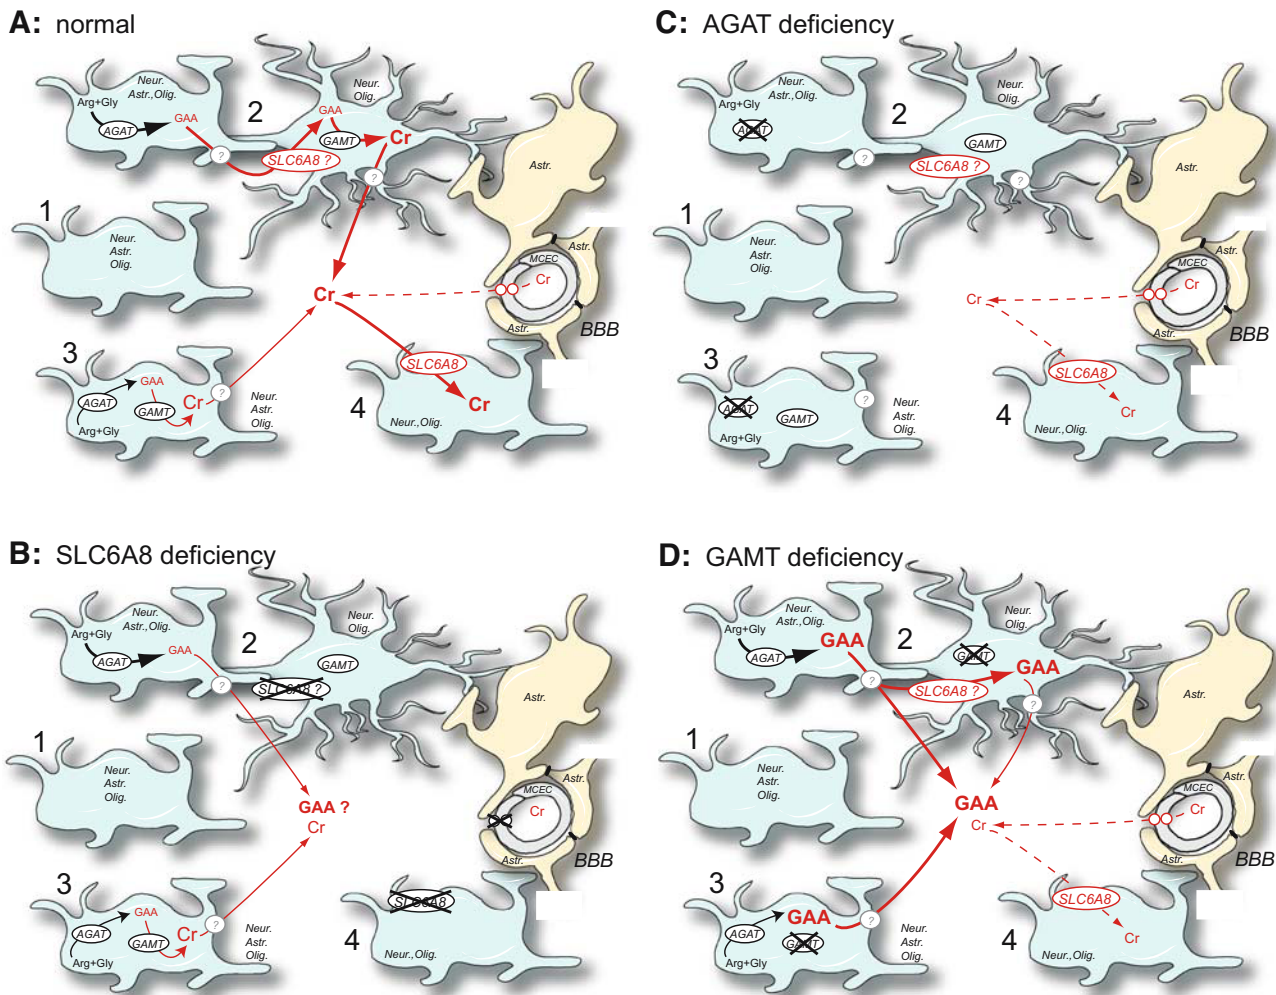 A: normal
Neur.
Astr.,Olig.
Arg+Gly
AGAT
GAA
2
?
SLC6A8 ?
GAA
GAMT
Cr
Neur.
Olig.
?
Astr.
1
Neur.
Astr.
Olig.
Cr
Astr.
MCEC
Cr
Astr.
BBB
3
GAA
AGAT
GAMT
Cr
Arg+Gly
?
Neur.
Astr.
Olig.
4
SLC6A8
Cr
Neur.,Olig.
C: AGAT deficiency
Neur.
Astr.,Olig.
Arg+Gly
AGAT
2
?
SLC6A8 ?
GAMT
Neur.
Olig.
?
Astr.
1
Neur.
Astr.
Olig.
Cr
Astr.
MCEC
Cr
Astr.
BBB
3
AGAT
GAMT
Arg+Gly
?
Neur.
Astr.
Olig.
4
SLC6A8
Cr
Neur.,Olig.
B: SLC6A8 deficiency
Neur.
Astr.,Olig.
Arg+Gly
AGAT
GAA
2
?
SLC6A8 ?
GAMT
Neur.
Olig.
Astr.
1
Neur.
Astr.
Olig.
GAA ?
Cr
Astr.
MCEC
Cr
Astr.
BBB
3
GAA
AGAT
GAMT
Cr
Arg+Gly
?
Neur.
Astr.
Olig.
4
SLC6A8
Neur.,Olig.
D: GAMT deficiency
Neur.
Astr.,Olig.
Arg+Gly
AGAT
GAA
2
?
SLC6A8 ?
GAMT
GAA
Neur.
Olig.
?
Astr.
1
Neur.
Astr.
Olig.
GAA
Cr
Astr.
MCEC
Cr
Astr.
BBB
3
GAA
AGAT
GAMT
Arg+Gly
?
Neur.
Astr.
Olig.
4
SLC6A8
Cr
Neur.,Olig.